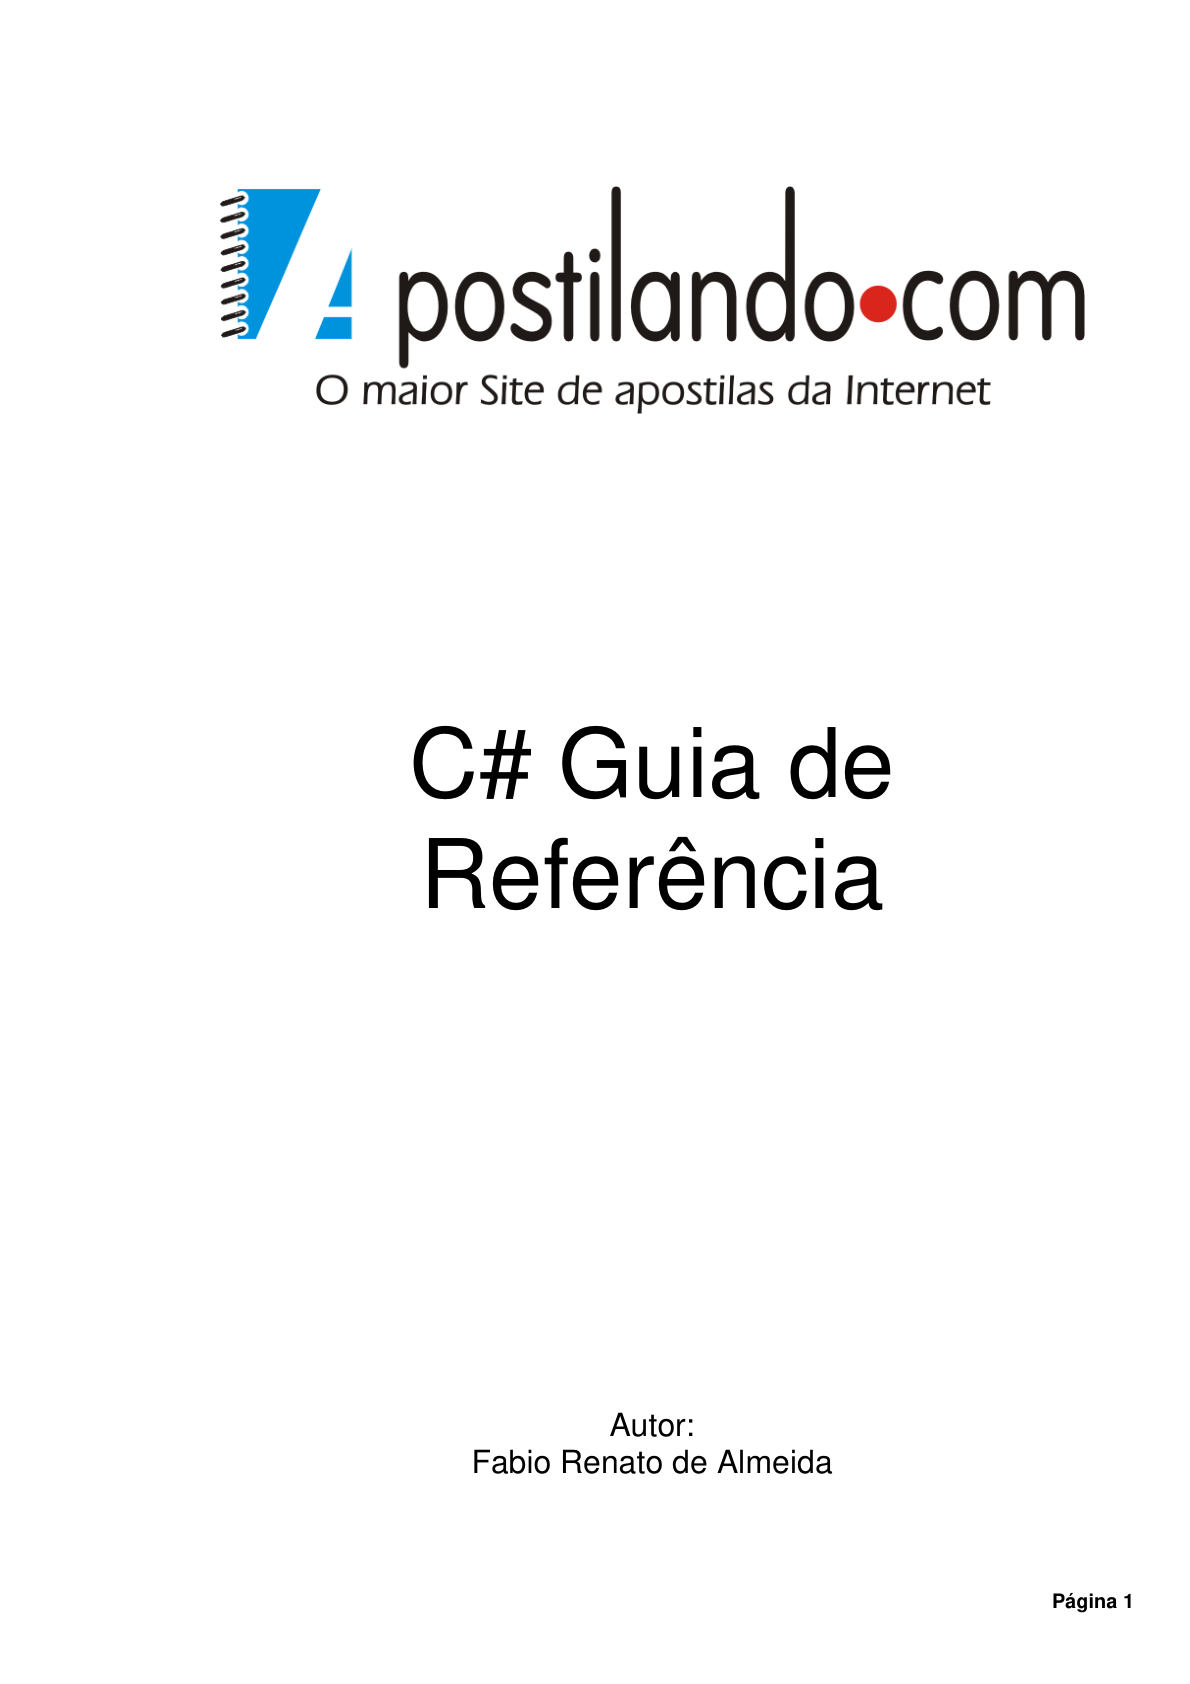 Apostilando.com
O maior Site de apostilas da Internet
C# Guia de
Referência
Autor:
Fabio Renato de Almeida
Página 1